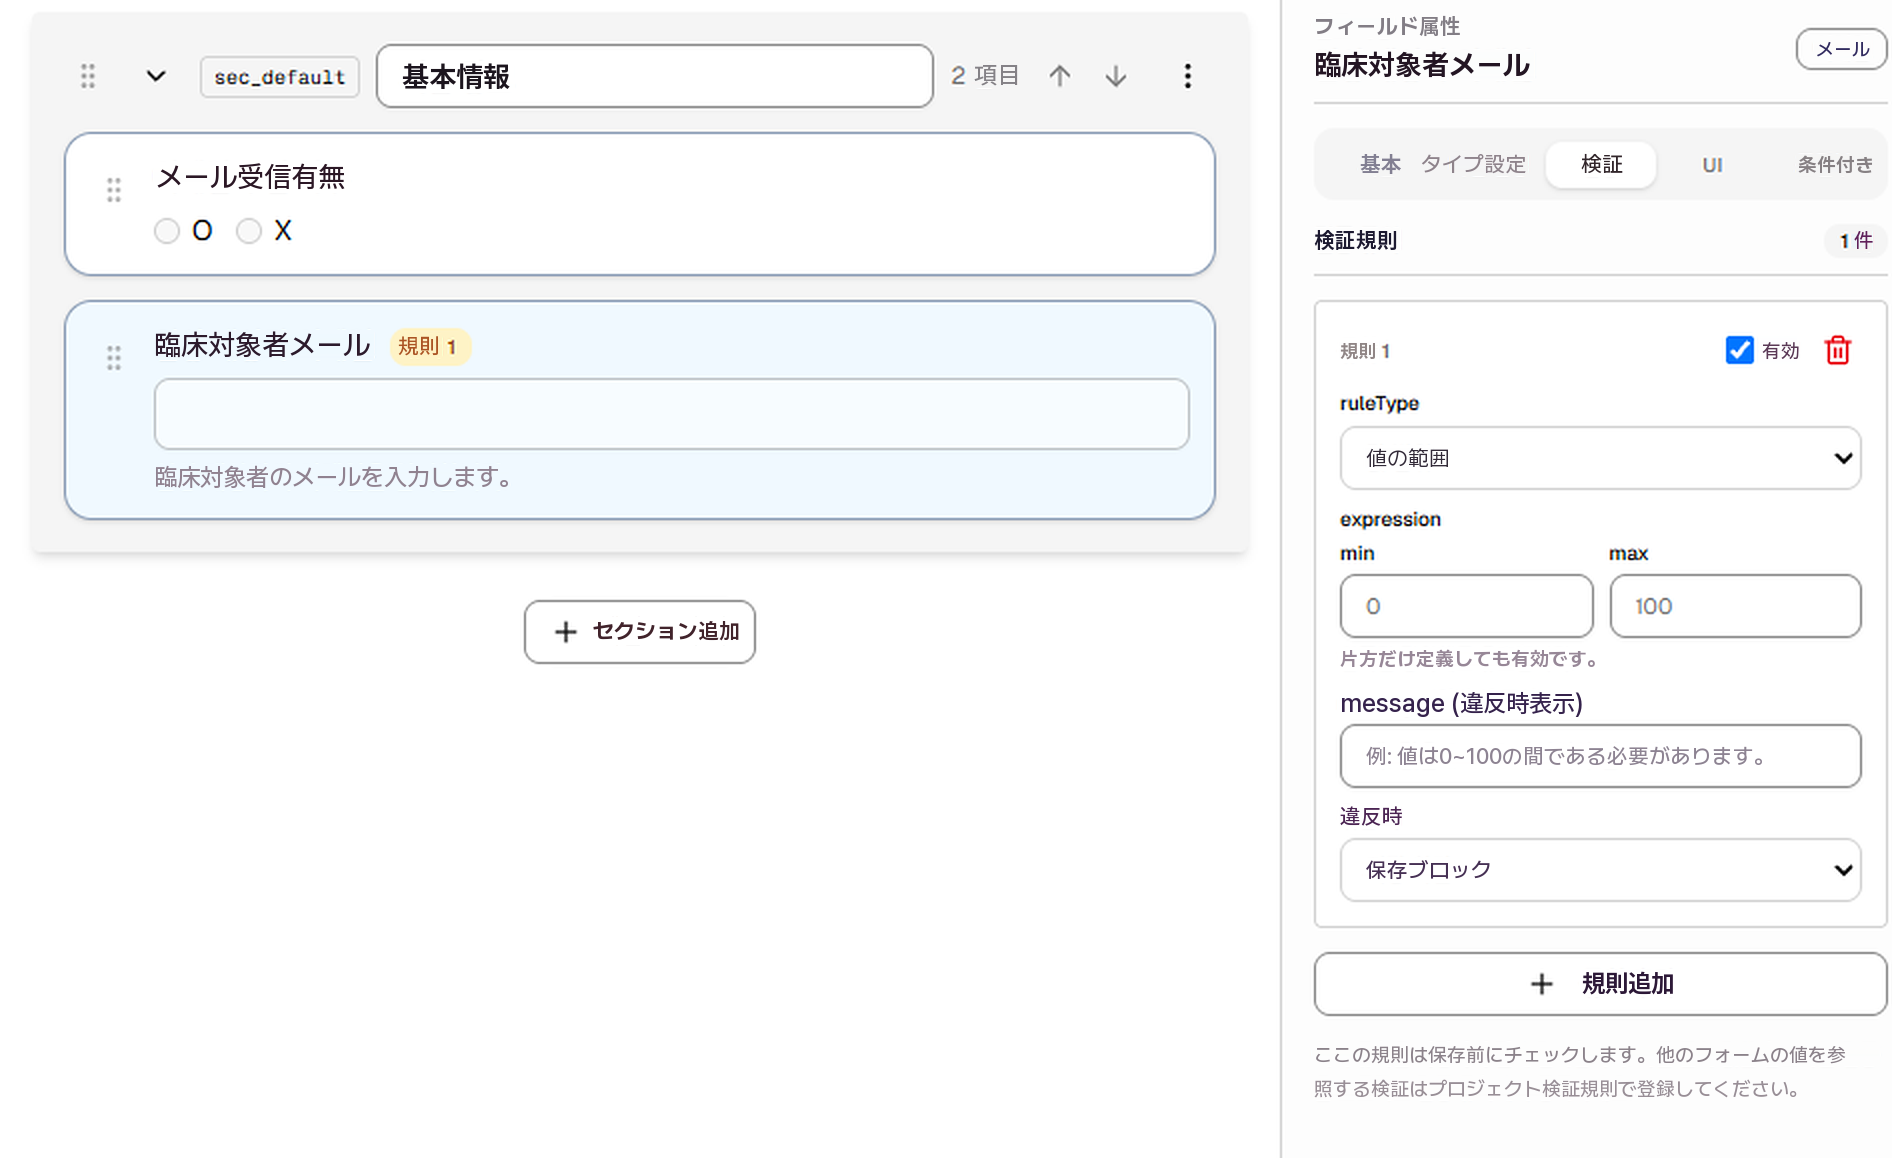 sec_default
基本情報
2 項目
メール受信有無
O X
臨床対象者メール 規則 1
臨床対象者のメールを入力します。
セクション追加
フィールド属性
臨床対象者メール
メール
基本 タイプ設定 検証 UI 条件付き
検証規則 1 件
規則 1 有効
ruleType
値の範囲
expression
min max
0 100
片方だけ定義しても有効です。
message (違反時表示)
例: 値は0~100の間である必要があります。
違反時
保存ブロック
規則追加
ここの規則は保存前にチェックします。他のフォームの値を参
照する検証はプロジェクト検証規則で登録してください。